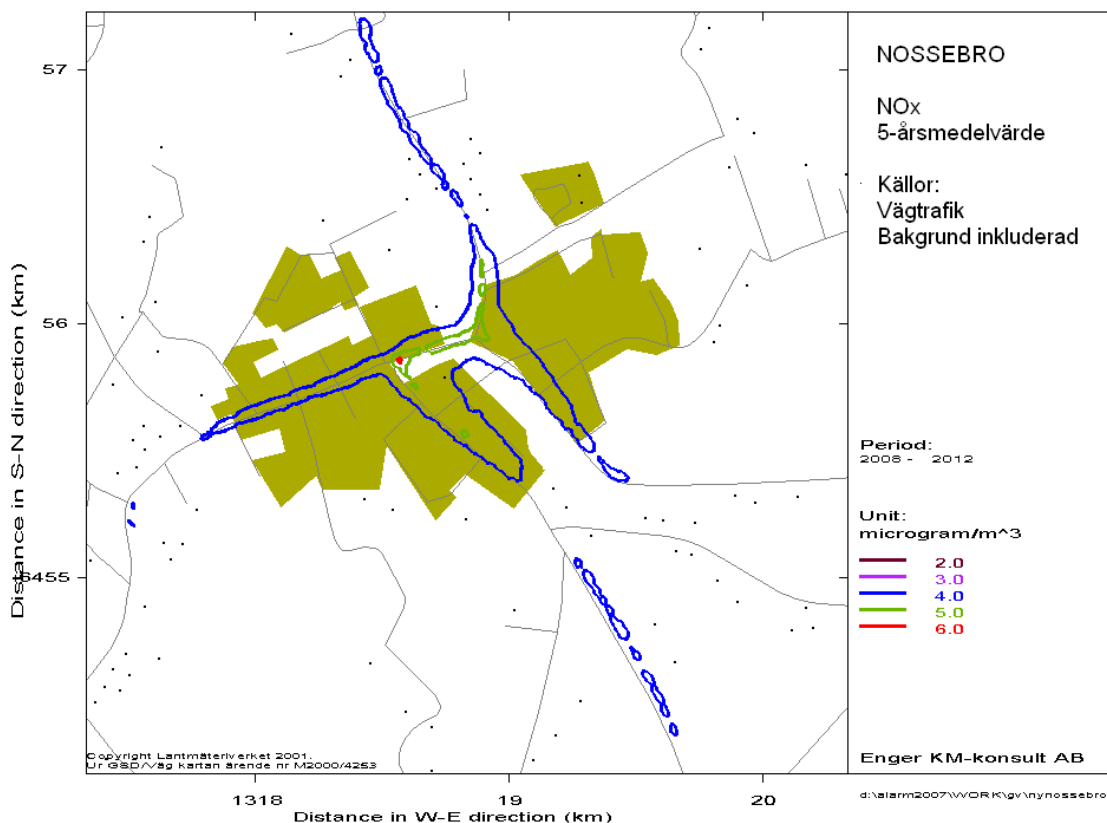 57
56
6455
Distance in S-N direction (km)
Copyright Lantmäteriverket 2001.
Ur GSD/Väg kartan ärende nr M2000/4253
1318
19
20
Distance in W-E direction (km)
NOSSEBRO
NOx
5-årsmedelvärde
Källor:
Vägtrafik
Bakgrund inkluderad
Period:
2008 - 2012
Unit:
microgram/m^3
2.0
3.0
4.0
5.0
6.0
Enger KM-konsult AB
d:\alarm2007\WORK\gv\nynossebro